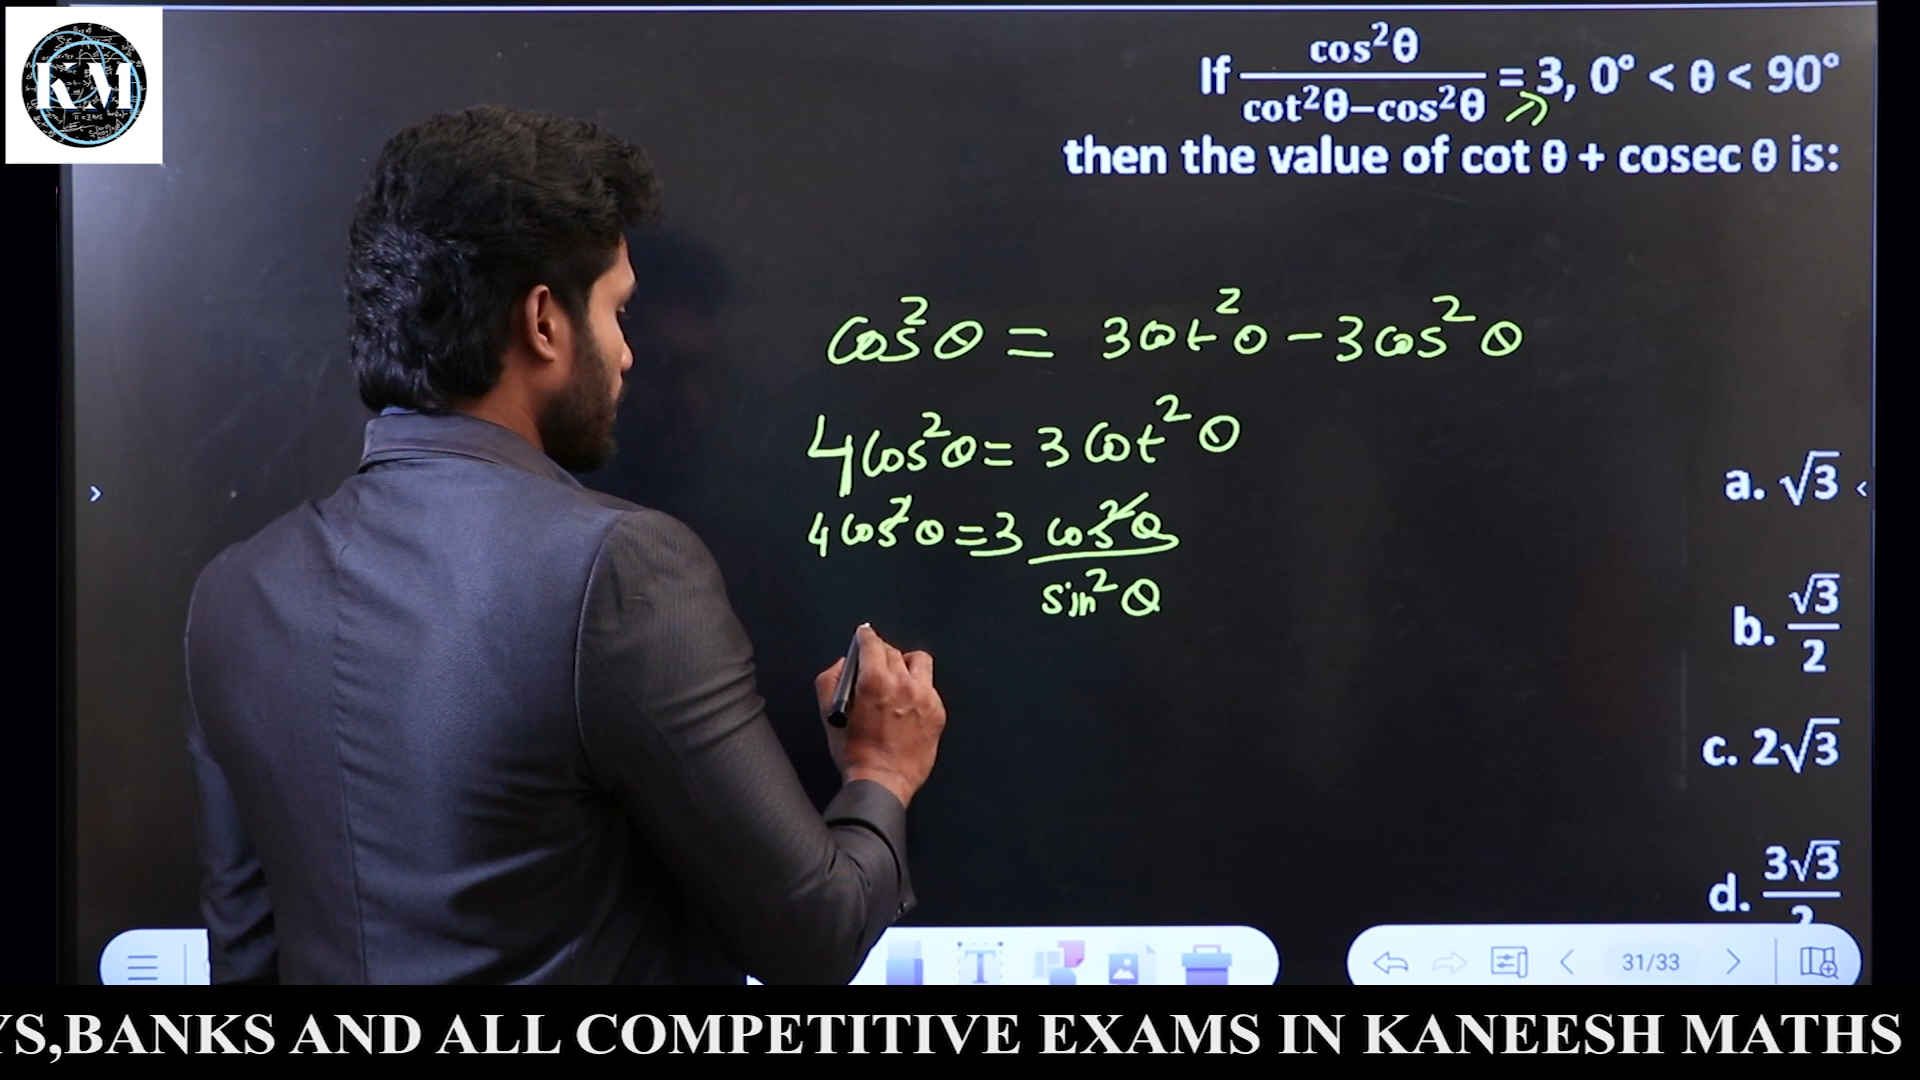 KM
If cos²θ / cot²θ−cos²θ = 3, 0° < θ < 90°
then the value of cot θ + cosec θ is:
cos²θ = 3cot²θ − 3cos²θ
4cos²θ = 3cot²θ
4cos²θ = 3 cos²θ / sin²θ
a. √3
b. √3 / 2
c. 2√3
d. 3√3 / 2
T
31/33
YS,BANKS AND ALL COMPETITIVE EXAMS IN KANEESH MATHS